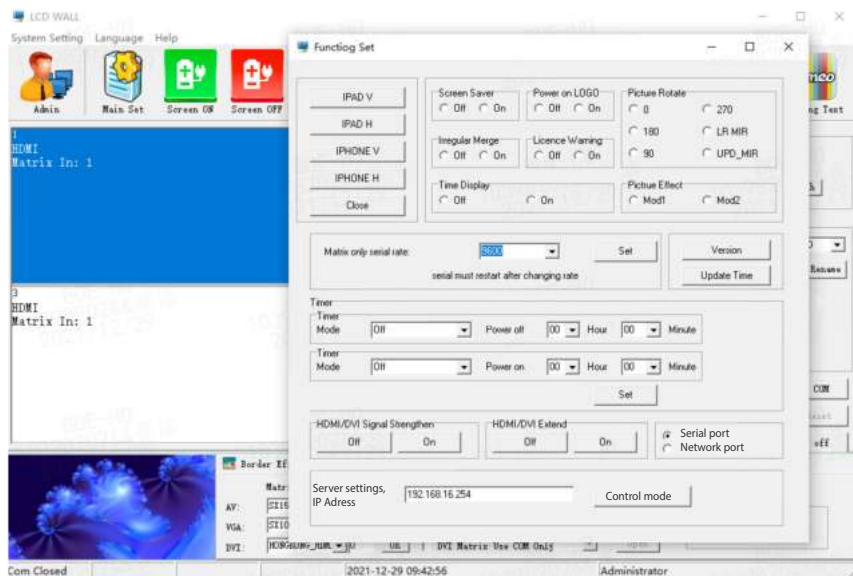 LCD WALL
System Setting Language Help
Admin Main Set Screen ON Screen OFF
1
HDMI
Matrix In: 1
3
HDMI
Matrix In: 1
Functiog Set
IPAD V
IPAD H
IPHONE V
IPHONE H
Close
Screen Saver
Off On
Power on LOGO
Off On
Picture Rotate
0 270
180 LR MIR
90 UPD_MIR
Irregular Merge
Off On
Licence Warning
Off On
Time Display
Off On
Pictrue Effect
Mod1 Mod2
Matrix only serial rate: 9600 Set
serial must restart after changing rate
Version
Update Time
Timer
Timer
Mode Off Power off 00 Hour 00 Minute
Timer
Mode Off Power on 00 Hour 00 Minute
Set
HDMI/DVI Signal Strengthen
Off On
HDMI/DVI Extend
Off On
Serial port
Network port
Server settings,
IP Adress
192.168.16.254
Control mode
Rename
COM
off
Border
AV:
VGA:
DVI:
DVI Matrix Use COM Only
Com Closed 2021-12-29 09:42:56 Administrator